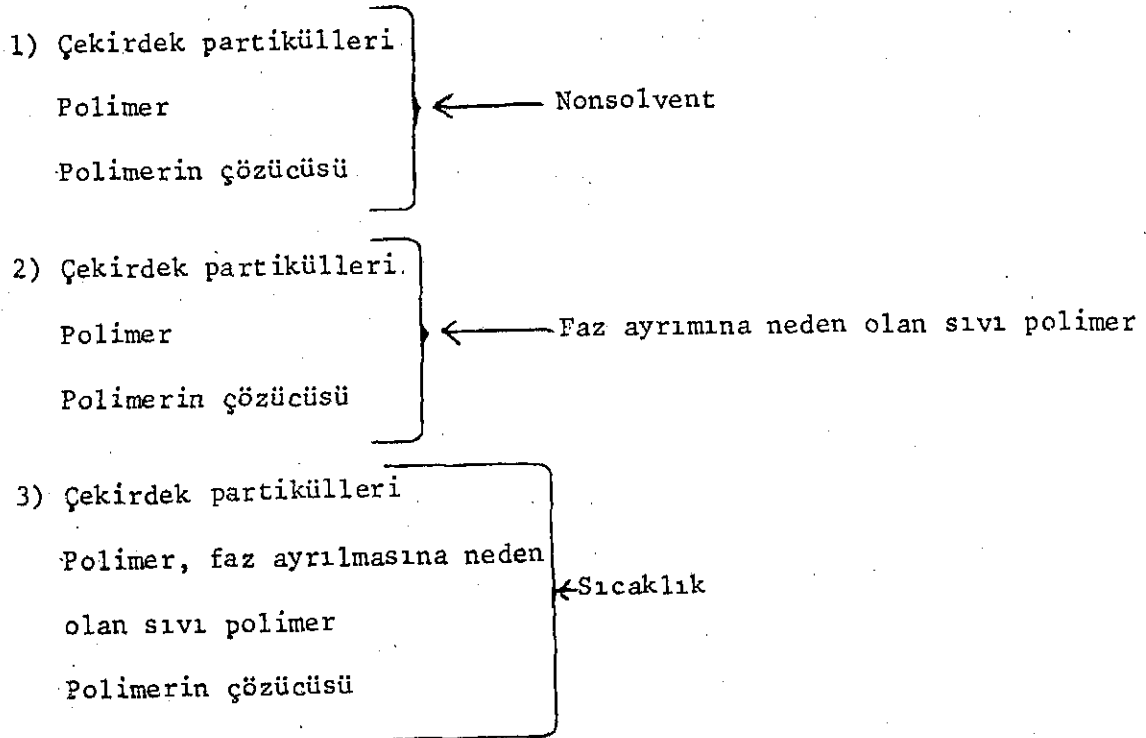 1) Çekirdek partikülleri
Polimer ← Nonsolvent
Polimerin çözücüsü
2) Çekirdek partikülleri
Polimer ← Faz ayrımına neden olan sıvı polimer
Polimerin çözücüsü
3) Çekirdek partikülleri
Polimer, faz ayrılmasına neden
←Sıcaklık
olan sıvı polimer
Polimerin çözücüsü